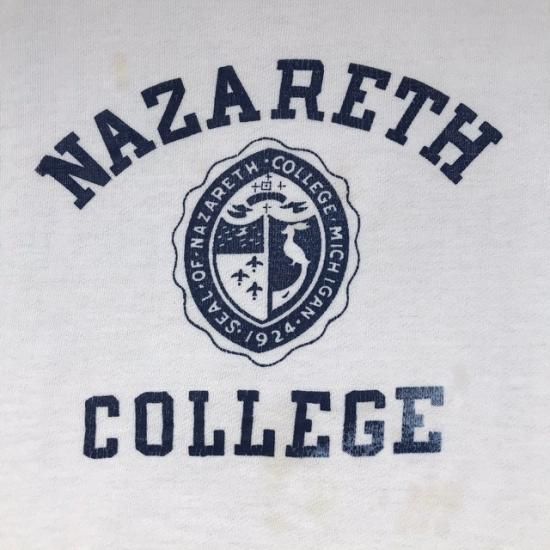 NAZARETH
SEAL·OF·NAZARETH·COLLEGE·MICHIGAN
·1924·
COLLEGE